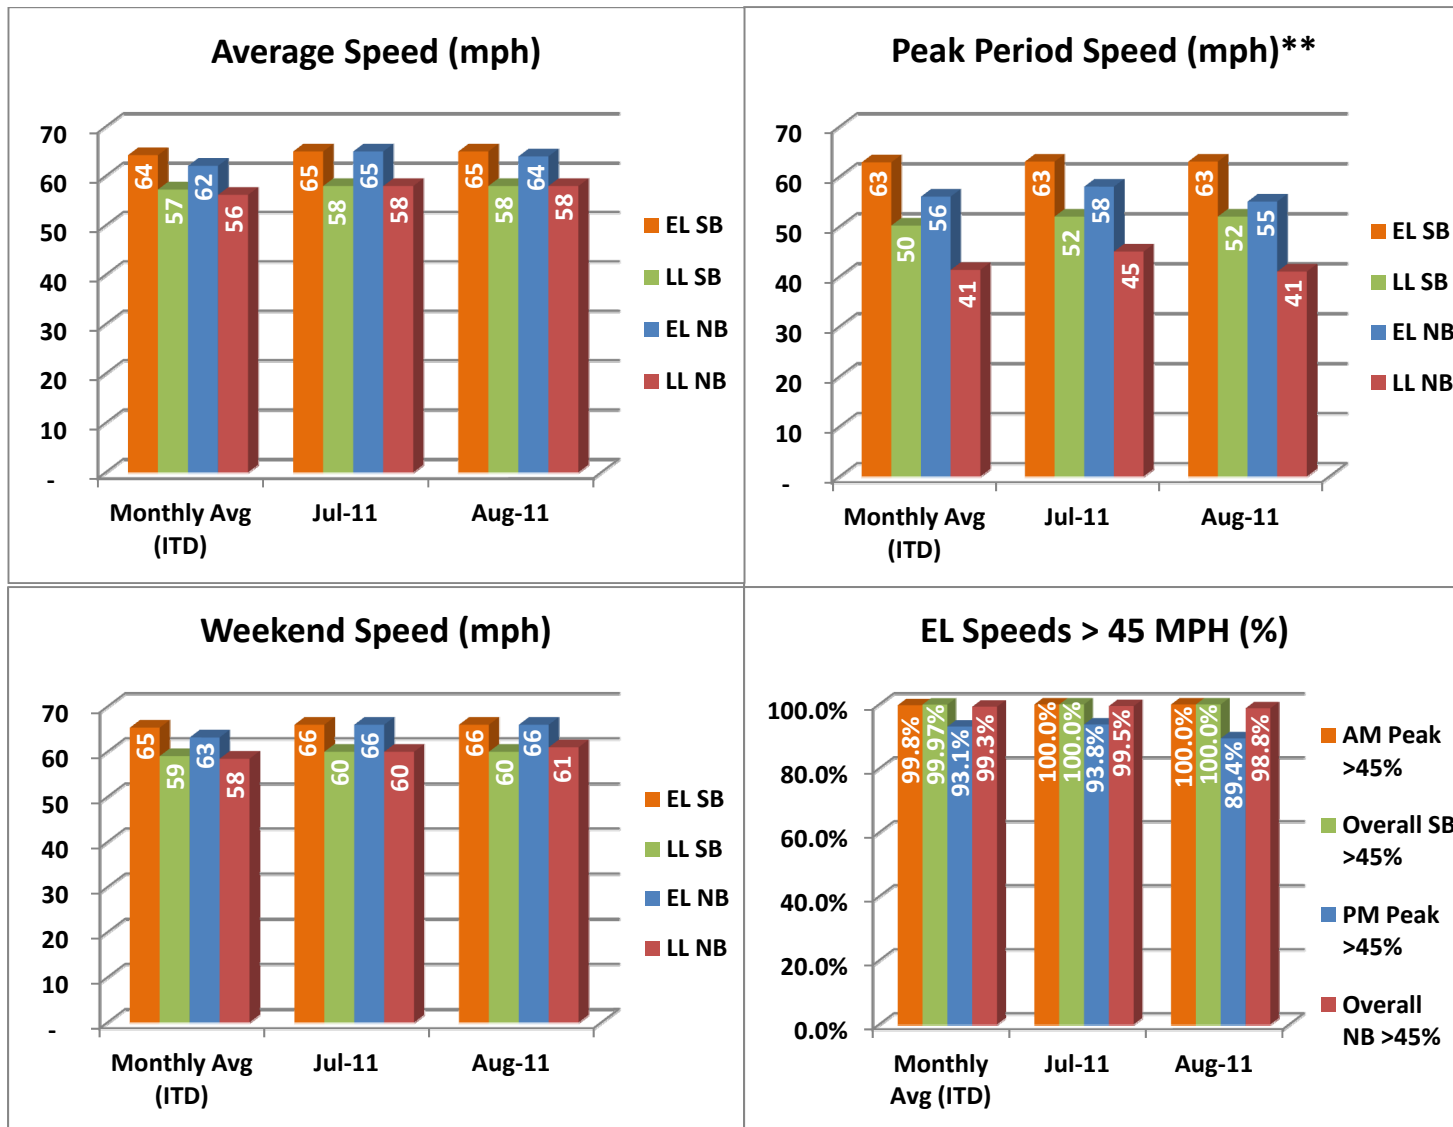 Average Speed (mph)
70
60
50
40
30
20
10
-
64
57
62
56
65
58
65
58
65
58
64
58
Monthly Avg
(ITD)
Jul-11
Aug-11
EL SB
LL SB
EL NB
LL NB
Peak Period Speed (mph)**
70
60
50
40
30
20
10
-
63
50
56
41
63
52
58
45
63
52
55
41
Monthly Avg
(ITD)
Jul-11
Aug-11
EL SB
LL SB
EL NB
LL NB
Weekend Speed (mph)
70
60
50
40
30
20
10
-
65
59
63
58
66
60
66
60
66
60
66
61
Monthly Avg
(ITD)
Jul-11
Aug-11
EL SB
LL SB
EL NB
LL NB
EL Speeds > 45 MPH (%)
100.0%
80.0%
60.0%
40.0%
20.0%
0.0%
99.8%
99.97%
93.1%
99.3%
100.0%
100.0%
93.8%
99.5%
100.0%
100.0%
89.4%
98.8%
Monthly
Avg (ITD)
Jul-11
Aug-11
AM Peak
>45%
Overall SB
>45%
PM Peak
>45%
Overall
NB >45%